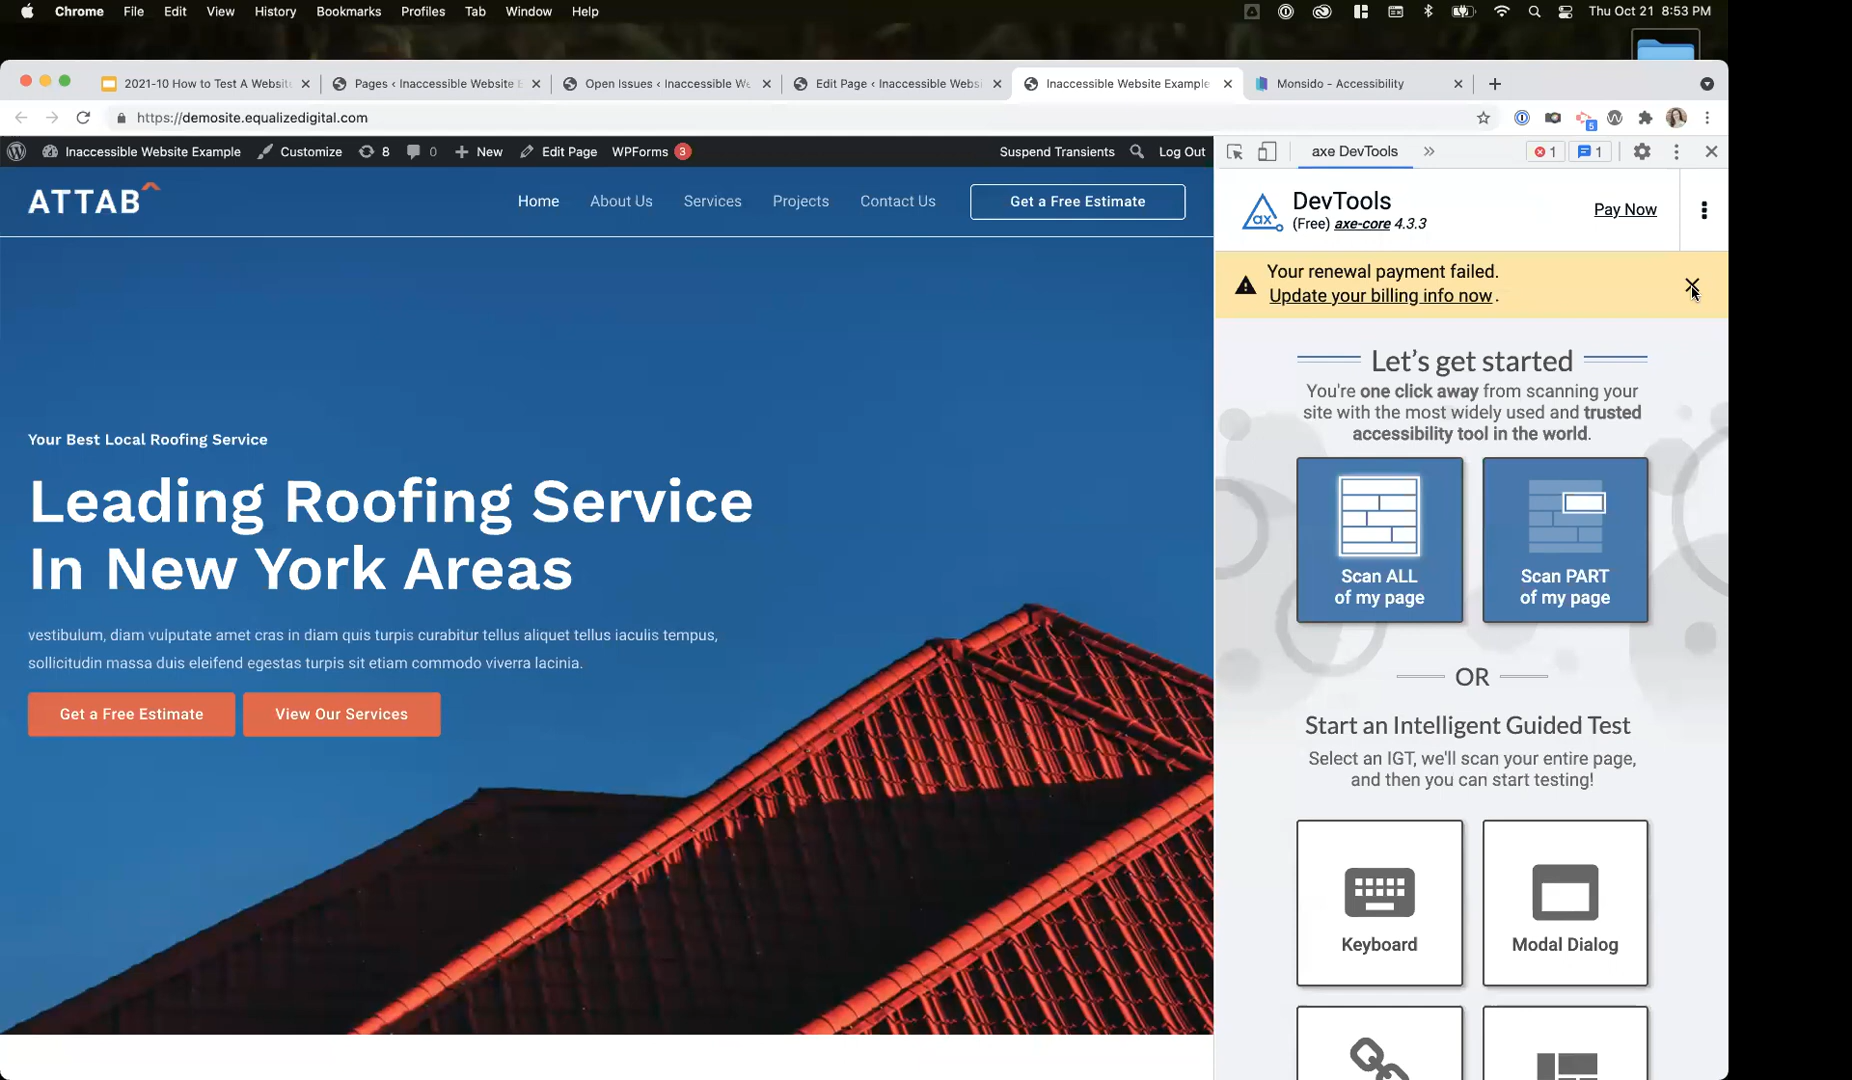 Chrome File Edit View History Bookmarks Profiles Tab Window Help
Thu Oct 21 8:53 PM
2021-10 How to Test A Website
Pages ‹ Inaccessible Website E
Open Issues ‹ Inaccessible We
Edit Page ‹ Inaccessible Websi
Inaccessible Website Example
Monsido - Accessibility
https://demosite.equalizedigital.com
5
Inaccessible Website Example
Customize
8
0
New
Edit Page
WPForms 3
Suspend Transients
Log Out
axe DevTools
1
1
ATTAB
Home
About Us
Services
Projects
Contact Us
Get a Free Estimate
ax
DevTools
(Free) axe-core 4.3.3
Pay Now
Your renewal payment failed.
Update your billing info now.
Your Best Local Roofing Service
Leading Roofing Service
In New York Areas
vestibulum, diam vulputate amet cras in diam quis turpis curabitur tellus aliquet tellus iaculis tempus,
sollicitudin massa duis eleifend egestas turpis sit etiam commodo viverra lacinia.
Get a Free Estimate
View Our Services
Let's get started
You're one click away from scanning your
site with the most widely used and trusted
accessibility tool in the world.
Scan ALL
of my page
Scan PART
of my page
OR
Start an Intelligent Guided Test
Select an IGT, we'll scan your entire page,
and then you can start testing!
Keyboard
Modal Dialog